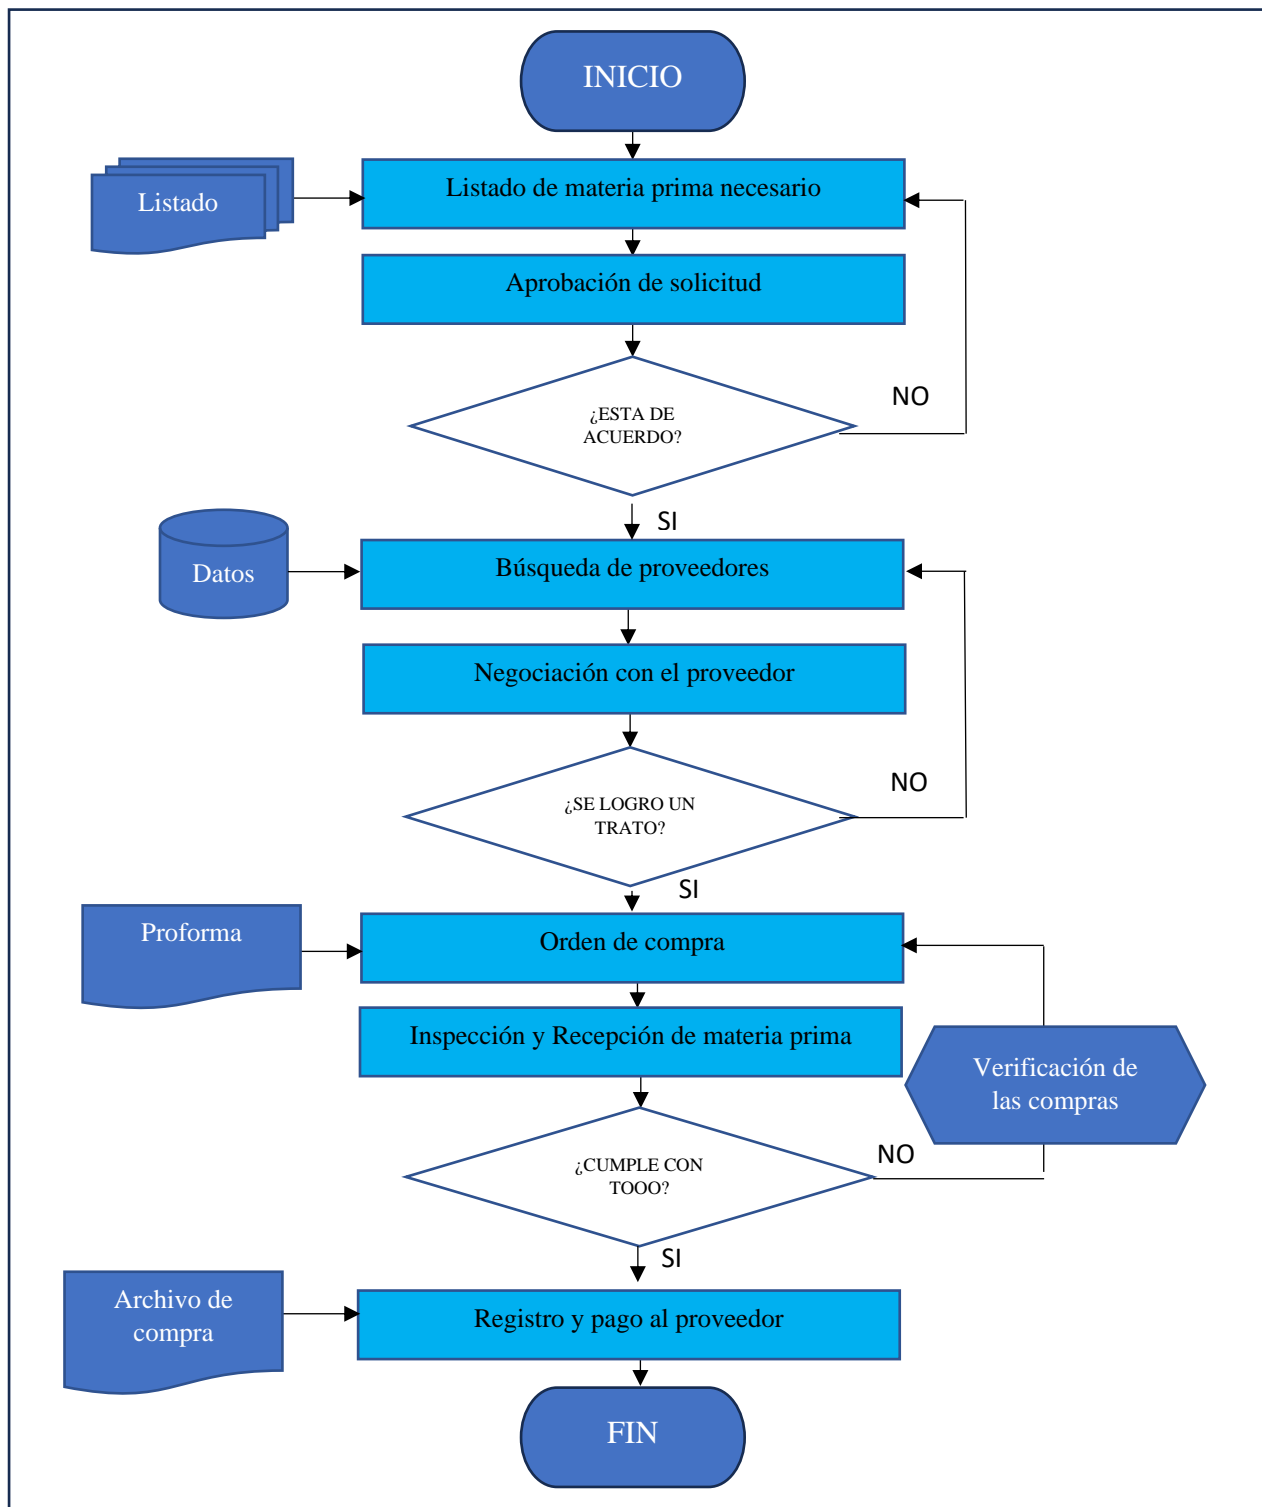 INICIO
Listado
Listado de materia prima necesario
Aprobación de solicitud
¿ESTA DE
ACUERDO?
NO
SI
Datos
Búsqueda de proveedores
Negociación con el proveedor
¿SE LOGRO UN
TRATO?
NO
SI
Proforma
Orden de compra
Inspección y Recepción de materia prima
Verificación de
las compras
¿CUMPLE CON
TOOO?
NO
SI
Archivo de
compra
Registro y pago al proveedor
FIN